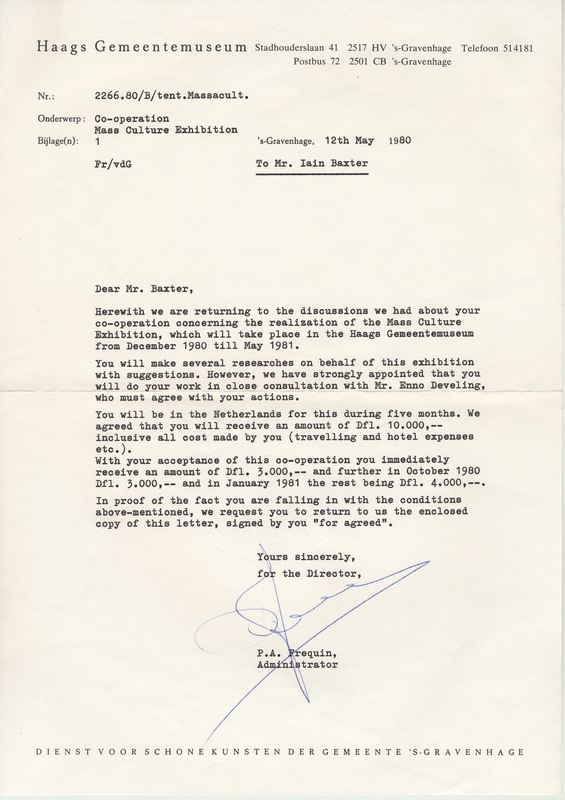 Haags Gemeentemuseum Stadhouderslaan 41 2517 HV 's-Gravenhage Telefoon 514181
Postbus 72 2501 CB 's-Gravenhage
Nr.: 2266.80/B/tent.Massacult.
Onderwerp: Co-operation
Mass Culture Exhibition
Bijlage(n): 1 's-Gravenhage, 12th May 1980
Fr/vdG To Mr. Iain Baxter
Dear Mr. Baxter,
Herewith we are returning to the discussions we had about your
co-operation concerning the realization of the Mass Culture
Exhibition, which will take place in the Haags Gemeentemuseum
from December 1980 till May 1981.
You will make several researches on behalf of this exhibition
with suggestions. However, we have strongly appointed that you
will do your work in close consultation with Mr. Enno Develing,
who must agree with your actions.
You will be in the Netherlands for this during five months. We
agreed that you will receive an amount of Dfl. 10.000,--
inclusive all cost made by you (travelling and hotel expenses
etc.).
With your acceptance of this co-operation you immediately
receive an amount of Dfl. 3.000,-- and further in October 1980
Dfl. 3.000,-- and in January 1981 the rest being Dfl. 4.000,--.
In proof of the fact you are falling in with the conditions
above-mentioned, we request you to return to us the enclosed
copy of this letter, signed by you "for agreed".
Yours sincerely,
for the Director,
P.A. Frequin,
Administrator
DIENST VOOR SCHONE KUNSTEN DER GEMEENTE 'S-GRAVENHAGE